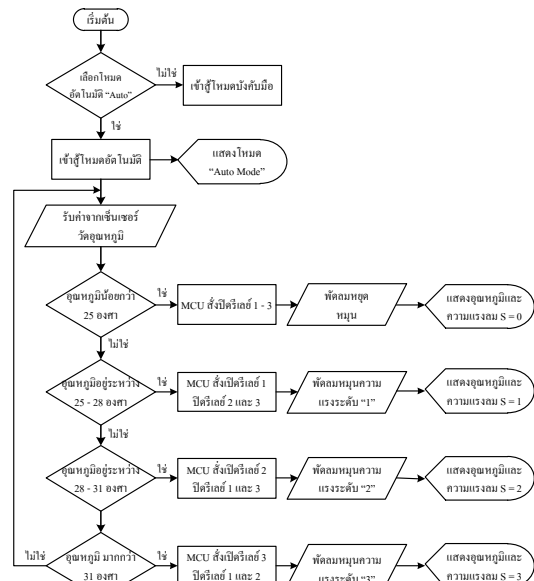 เริ่มต้น
เลือกโหมด
อัตโนมัติ “Auto”
ไม่ใช่
เข้าสู้โหมดบังคับมือ
ใช่
เข้าสู้โหมดอัตโนมัติ
แสดงโหมด
“Auto Mode”
รับค่าจากเซ็นเซอร์
วัดอุณหภูมิ
อุณหภูมิน้อยกว่า
25 องศา
ใช่
MCU สั่งปิดรีเลย์ 1 - 3
พัดลมหยุด
หมุน
แสดงอุณหภูมิและ
ความแรงลม S = 0
ไม่ใช่
อุณหภูมิอยู่ระหว่าง
25 - 28 องศา
ใช่
MCU สั่งเปิดรีเลย์ 1
ปิดรีเลย์ 2 และ 3
พัดลมหมุนความ
แรงระดับ “1”
แสดงอุณหภูมิและ
ความแรงลม S = 1
ไม่ใช่
อุณหภูมิอยู่ระหว่าง
28 - 31 องศา
ใช่
MCU สั่งเปิดรีเลย์ 2
ปิดรีเลย์ 1 และ 3
พัดลมหมุนความ
แรงระดับ “2”
แสดงอุณหภูมิและ
ความแรงลม S = 2
ไม่ใช่
อุณหภูมิ มากกว่า
31 องศา
ใช่
MCU สั่งเปิดรีเลย์ 3
ปิดรีเลย์ 1 และ 2
พัดลมหมุนความ
แรงระดับ “3”
แสดงอุณหภูมิและ
ความแรงลม S = 3